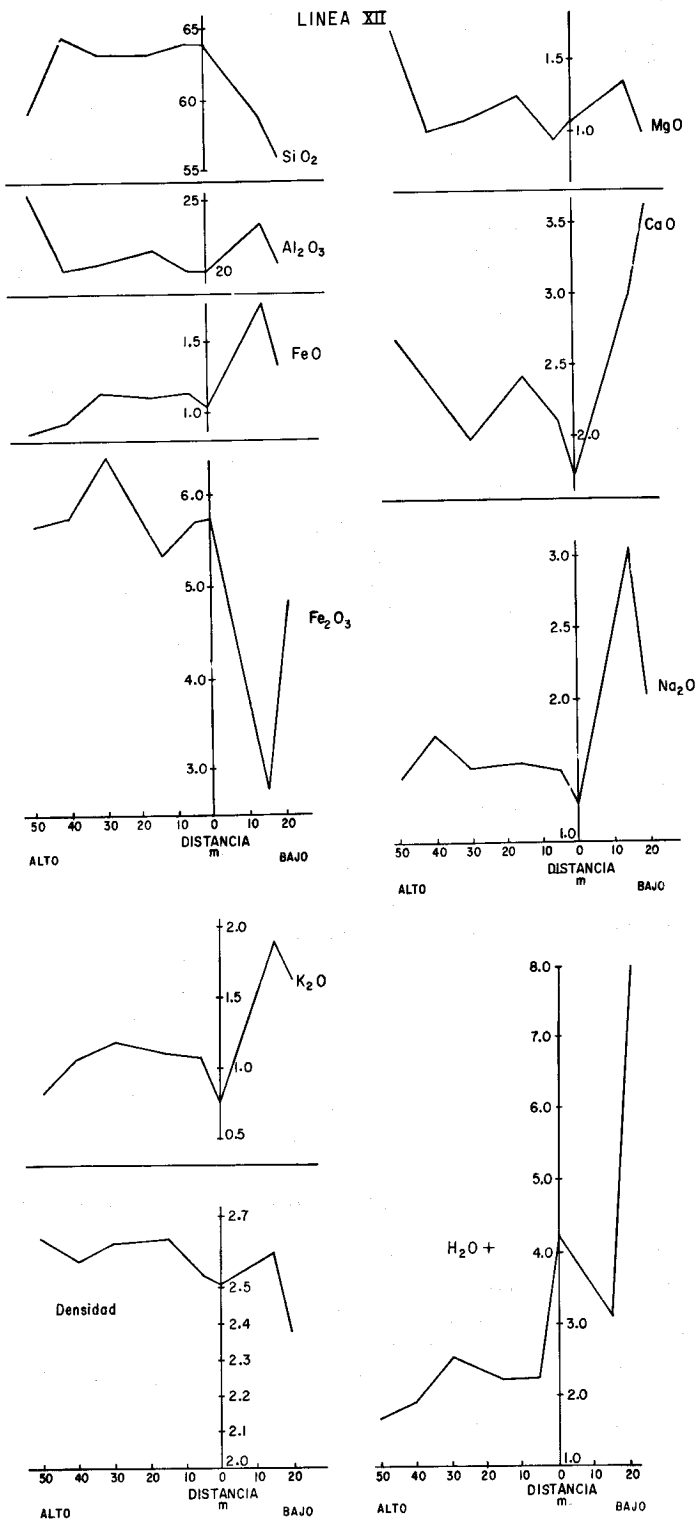 LINEA XII
65
60
55
SiO2
25
20
Al2O3
1.5
1.0
FeO
6.0
5.0
4.0
3.0
Fe2O3
50 40 30 20 10 0 10 20
DISTANCIA
m
ALTO
BAJO
1.5
1.0
MgO
3.5
3.0
2.5
2.0
CaO
3.0
2.5
2.0
1.0
Na2O
50 40 30 20 10 0 10 20
DISTANCIA
m
ALTO
BAJO
2.0
1.5
1.0
0.5
K2O
2.7
2.5
2.4
2.3
2.2
2.1
2.0
Densidad
50 40 30 20 10 0 10 20
DISTANCIA
m
ALTO
BAJO
8.0
7.0
6.0
5.0
4.0
3.0
2.0
1.0
H2O +
50 40 30 20 10 0 10 20
DISTANCIA
m.
ALTO
BAJO